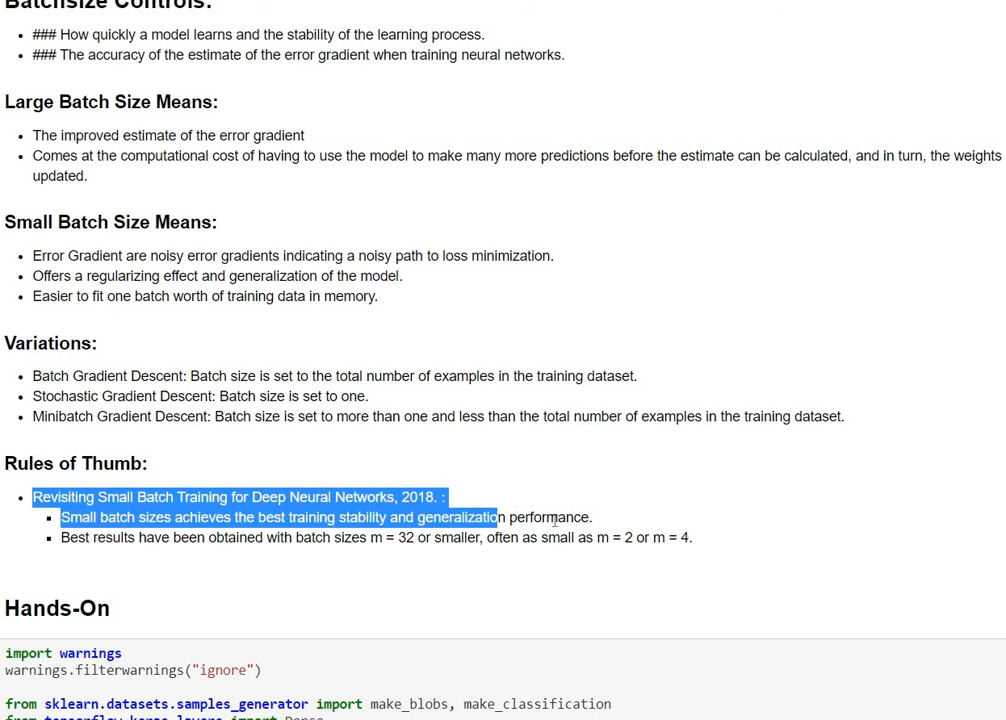 Batchsize Controls:
• ### How quickly a model learns and the stability of the learning process.
• ### The accuracy of the estimate of the error gradient when training neural networks.
Large Batch Size Means:
• The improved estimate of the error gradient
• Comes at the computational cost of having to use the model to make many more predictions before the estimate can be calculated, and in turn, the weights
updated.
Small Batch Size Means:
• Error Gradient are noisy error gradients indicating a noisy path to loss minimization.
• Offers a regularizing effect and generalization of the model.
• Easier to fit one batch worth of training data in memory.
Variations:
• Batch Gradient Descent: Batch size is set to the total number of examples in the training dataset.
• Stochastic Gradient Descent: Batch size is set to one.
• Minibatch Gradient Descent: Batch size is set to more than one and less than the total number of examples in the training dataset.
Rules of Thumb:
• Revisiting Small Batch Training for Deep Neural Networks, 2018. :
▪ Small batch sizes achieves the best training stability and generalization performance.
▪ Best results have been obtained with batch sizes m = 32 or smaller, often as small as m = 2 or m = 4.
Hands-On
import warnings
warnings.filterwarnings("ignore")
from sklearn.datasets.samples_generator import make_blobs, make_classification
from tensorflow.keras.layers import Dense